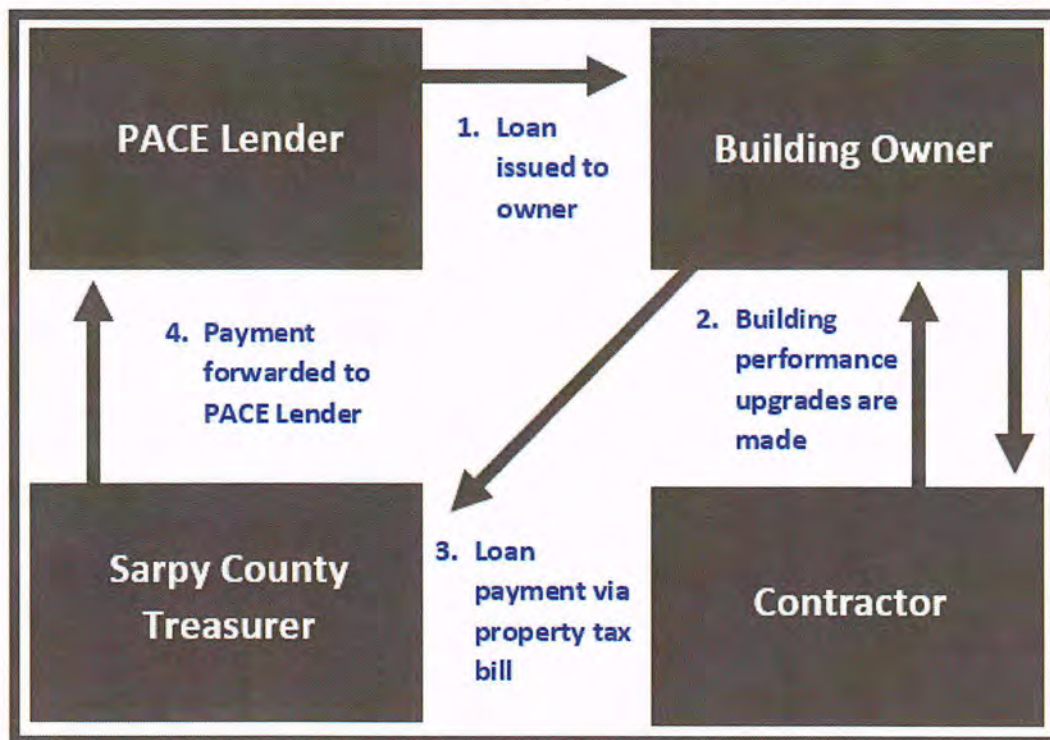 PACE Lender
1. Loan
issued to
owner
Building Owner
4. Payment
forwarded to
PACE Lender
2. Building
performance
upgrades are
made
Sarpy County
Treasurer
3. Loan
payment via
property tax
bill
Contractor